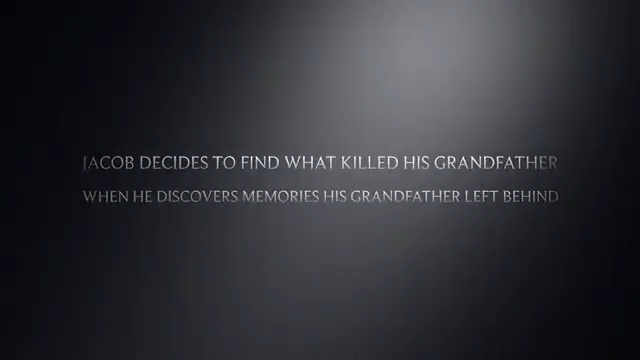 JACOB DECIDES TO FIND WHAT KILLED HIS GRANDFATHER
WHEN HE DISCOVERS MEMORIES HIS GRANDFATHER LEFT BEHIND